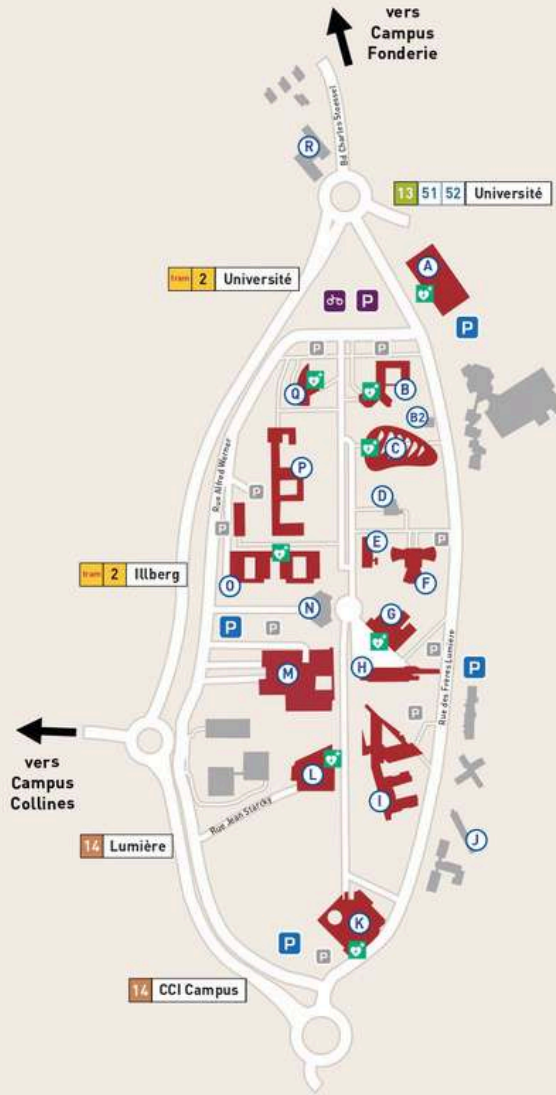 vers
Campus
Fonderie
Bd Charles Stoessel
R
13 51 52 Université
A
tram 2 Université
P
P
P
P
Q
B
B2
C
P
Rue Alfred Werner
P
D
P
E
P
O
F
tram 2 Illberg
N
G
P
P
H
P
P
M
Rue des Frères Lumière
P
vers
Campus
Collines
L
I
Rue Jean Starcky
J
14 Lumière
K
P
P
14 CCI Campus